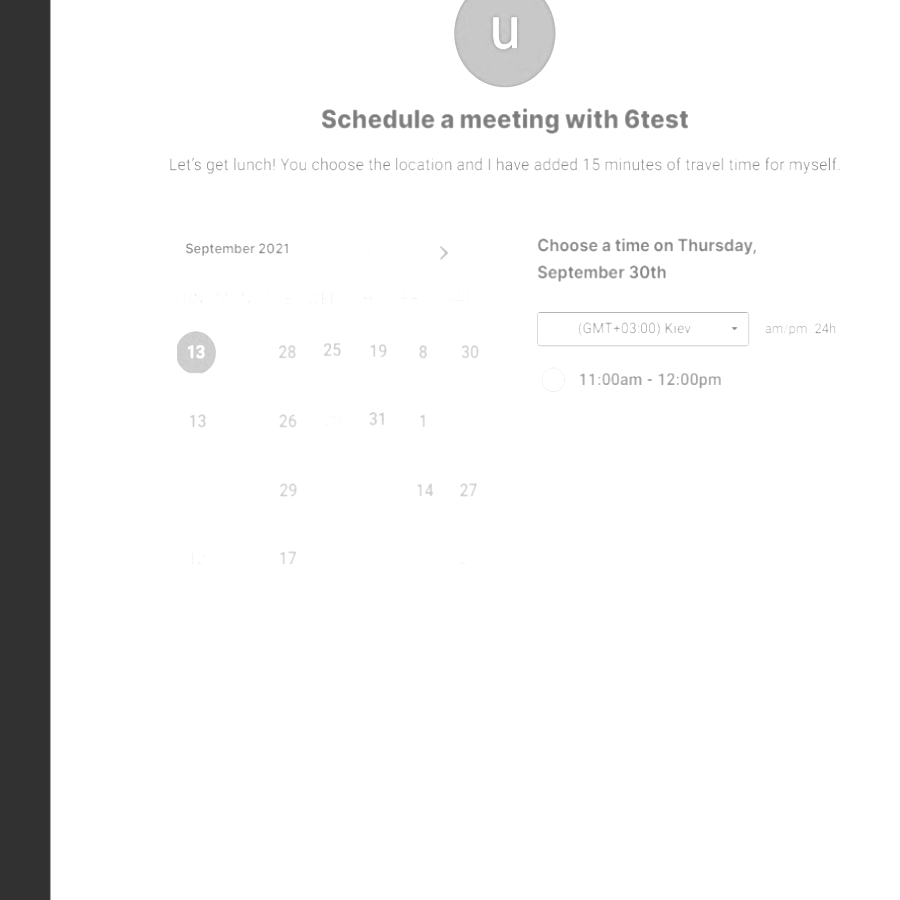 u
Schedule a meeting with 6test
Let's get lunch! You choose the location and I have added 15 minutes of travel time for myself.
September 2021
13 28 25 19 8 30
13 26 31 1
29 14 27
17
Choose a time on Thursday,
September 30th
(GMT+03:00) Kiev am/pm 24h
11:00am - 12:00pm